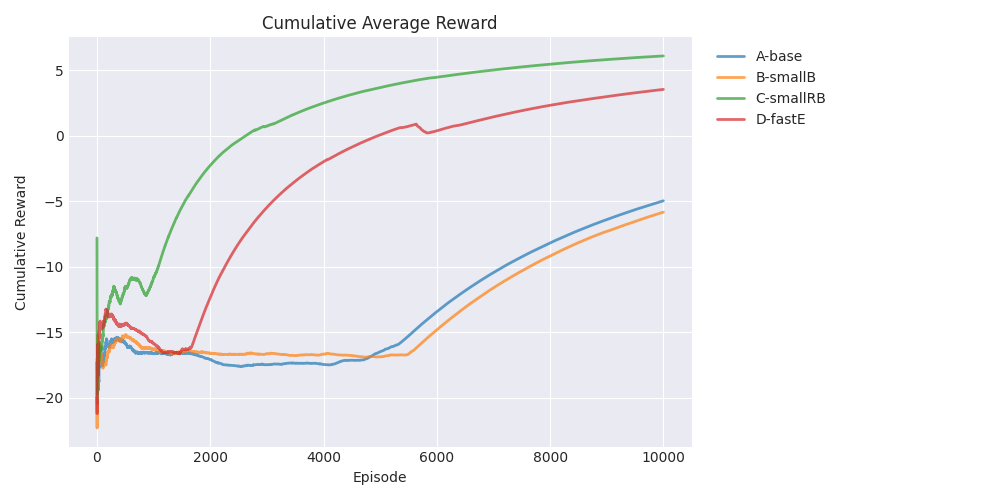 Cumulative Average Reward
A-base
B-smallB
C-smallRB
D-fastE
Cumulative Reward
5
0
−5
−10
−15
−20
0 2000 4000 6000 8000 10000
Episode